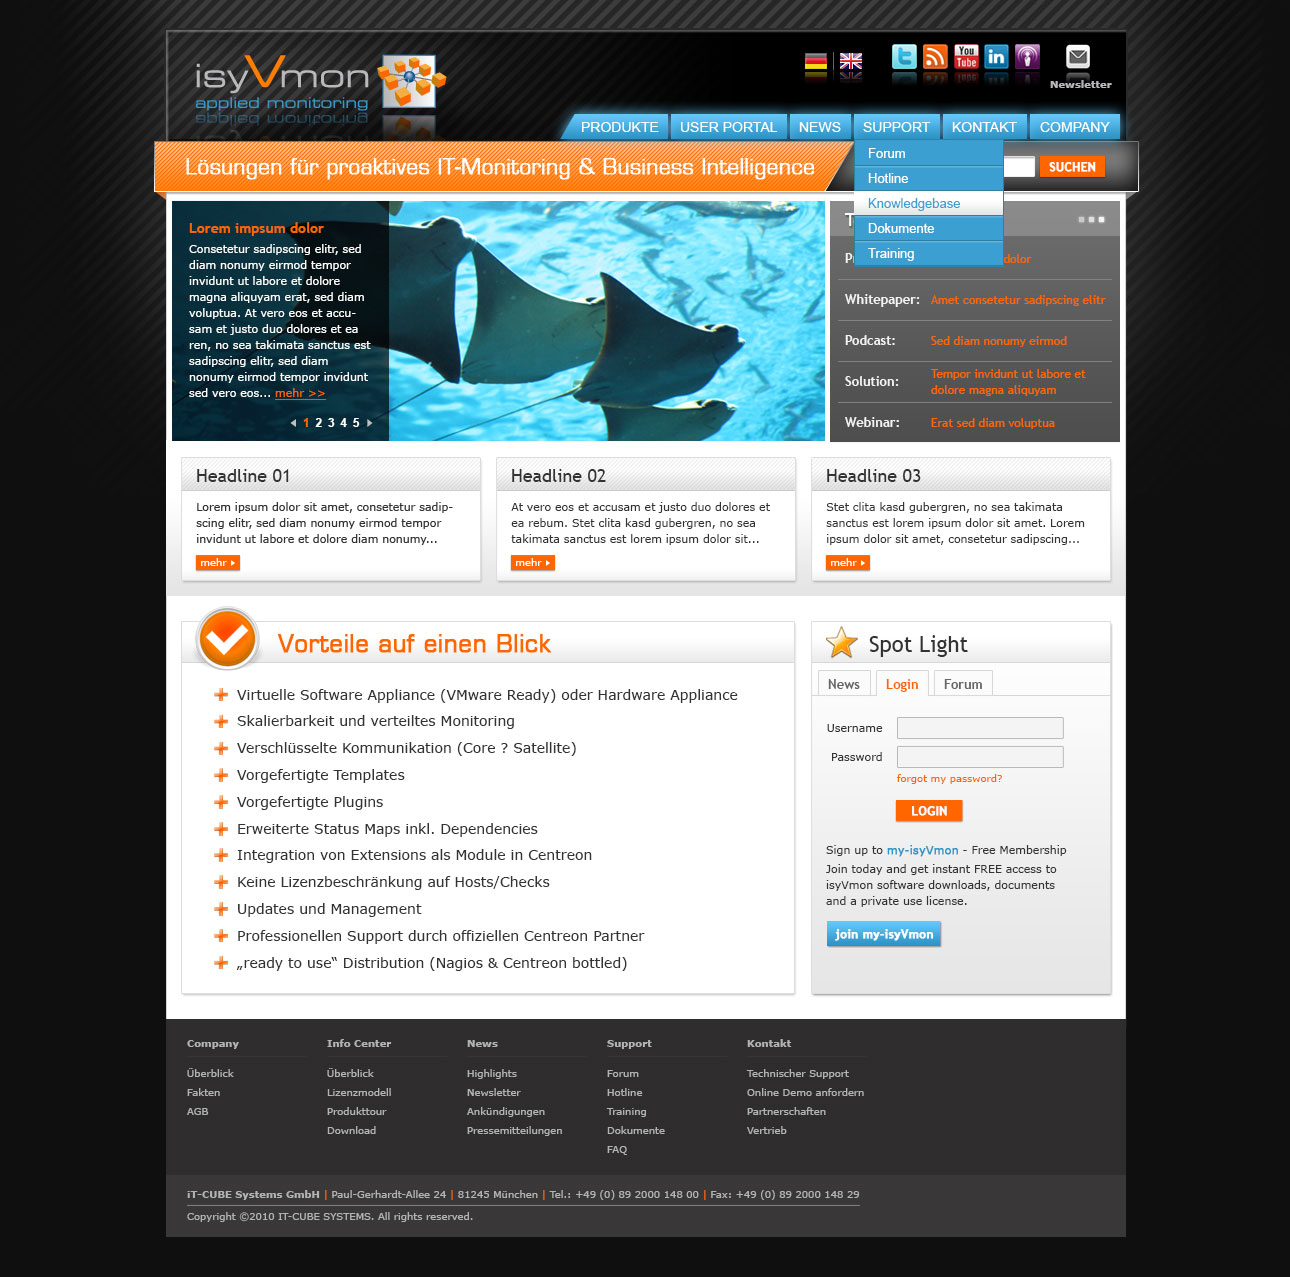 isyVmon
applied monitoring
You
Tube
in
Newsletter
PRODUKTE
USER PORTAL
NEWS
SUPPORT
KONTAKT
COMPANY
Lösungen für proaktives IT-Monitoring & Business Intelligence
SUCHEN
Forum
Hotline
Knowledgebase
Dokumente
Training
Lorem impsum dolor
Consetetur sadipscing elitr, sed
diam nonumy eirmod tempor
invidunt ut labore et dolore
magna aliquyam erat, sed diam
voluptua. At vero eos et accu-
sam et justo duo dolores et ea
ren, no sea takimata sanctus est
sadipscing elitr, sed diam
nonumy eirmod tempor invidunt
sed vero eos... mehr >>
1 2 3 4 5
dolor
Whitepaper: Amet consetetur sadipscing elitr
Podcast: Sed diam nonumy eirmod
Solution: Tempor invidunt ut labore et
dolore magna aliquyam
Webinar: Erat sed diam voluptua
Headline 01
Lorem ipsum dolor sit amet, consetetur sadip-
scing elitr, sed diam nonumy eirmod tempor
invidunt ut labore et dolore diam nonumy...
mehr
Headline 02
At vero eos et accusam et justo duo dolores et
ea rebum. Stet clita kasd gubergren, no sea
takimata sanctus est lorem ipsum dolor sit...
mehr
Headline 03
Stet clita kasd gubergren, no sea takimata
sanctus est lorem ipsum dolor sit amet. Lorem
ipsum dolor sit amet, consetetur sadipscing...
mehr
Vorteile auf einen Blick
Virtuelle Software Appliance (VMware Ready) oder Hardware Appliance
Skalierbarkeit und verteiltes Monitoring
Verschlüsselte Kommunikation (Core ? Satellite)
Vorgefertigte Templates
Vorgefertigte Plugins
Erweiterte Status Maps inkl. Dependencies
Integration von Extensions als Module in Centreon
Keine Lizenzbeschränkung auf Hosts/Checks
Updates und Management
Professionellen Support durch offiziellen Centreon Partner
„ready to use“ Distribution (Nagios & Centreon bottled)
Spot Light
News
Login
Forum
Username
Password
forgot my password?
LOGIN
Sign up to my-isyVmon - Free Membership
Join today and get instant FREE access to
isyVmon software downloads, documents
and a private use license.
join my-isyVmon
Company
Überblick
Fakten
AGB
Info Center
Überblick
Lizenzmodell
Produkttour
Download
News
Highlights
Newsletter
Ankündigungen
Pressemitteilungen
Support
Forum
Hotline
Training
Dokumente
FAQ
Kontakt
Technischer Support
Online Demo anfordern
Partnerschaften
Vertrieb
iT-CUBE Systems GmbH | Paul-Gerhardt-Allee 24 | 81245 München | Tel.: +49 (0) 89 2000 148 00 | Fax: +49 (0) 89 2000 148 29
Copyright ©2010 IT-CUBE SYSTEMS. All rights reserved.